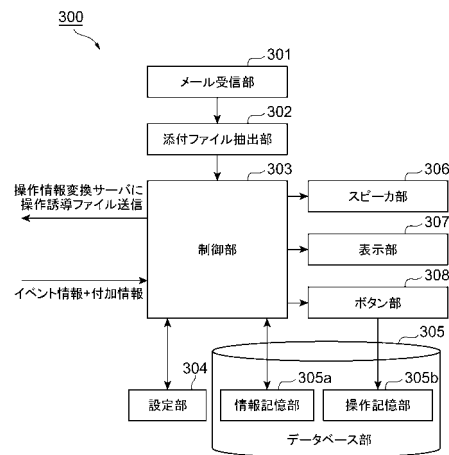 300
301
メール受信部
302
添付ファイル抽出部
303
操作情報変換サーバに
操作誘導ファイル送信
制御部
イベント情報+付加情報
306
スピーカ部
307
表示部
308
ボタン部
305
304
設定部
305a
情報記憶部
305b
操作記憶部
データベース部